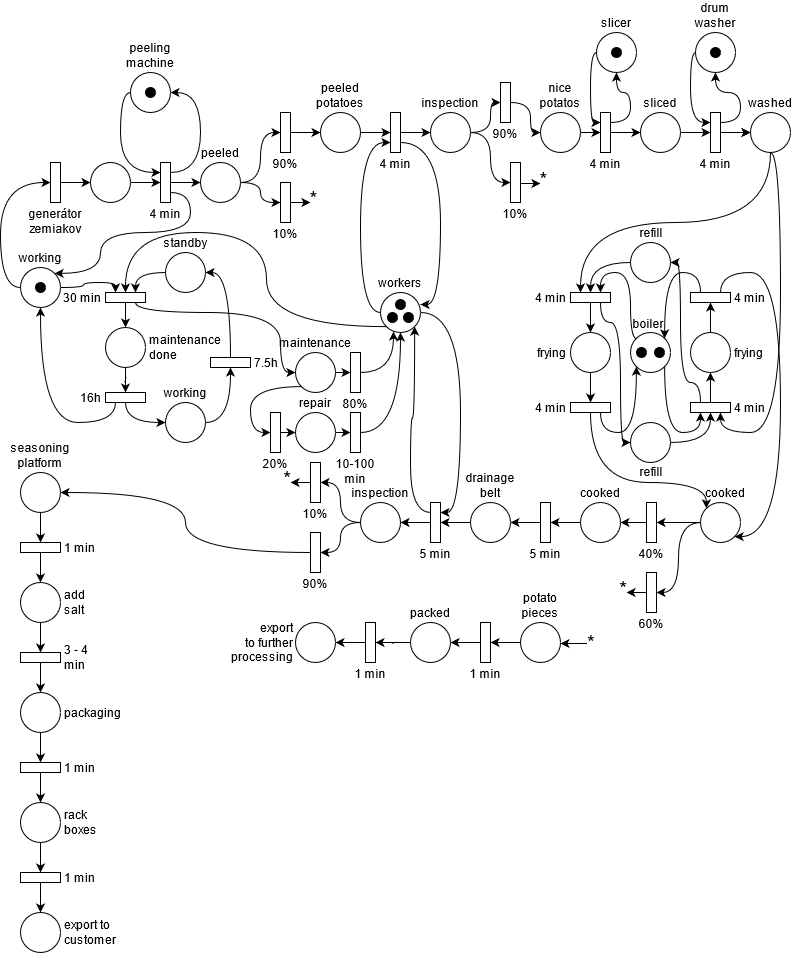 slicer
drum
washer
peeling
machine
peeled
potatoes
inspection
nice
potatos
sliced
washed
90%
4 min
4 min
4 min
peeled
90%
*
10%
*
10%
generátor
zemiakov
4 min
working
standby
refill
30 min
workers
4 min
4 min
boiler
maintenance
done
maintenance
frying
frying
7.5h
16h
working
repair
80%
4 min
4 min
20%
10-100
min
refill
seasoning
platform
*
10%
inspection
drainage
belt
cooked
cooked
1 min
90%
5 min
5 min
40%
add
salt
*
60%
export
to further
processing
packed
potato
pieces
*
3 - 4
min
1 min
1 min
packaging
1 min
rack
boxes
1 min
export to
customer